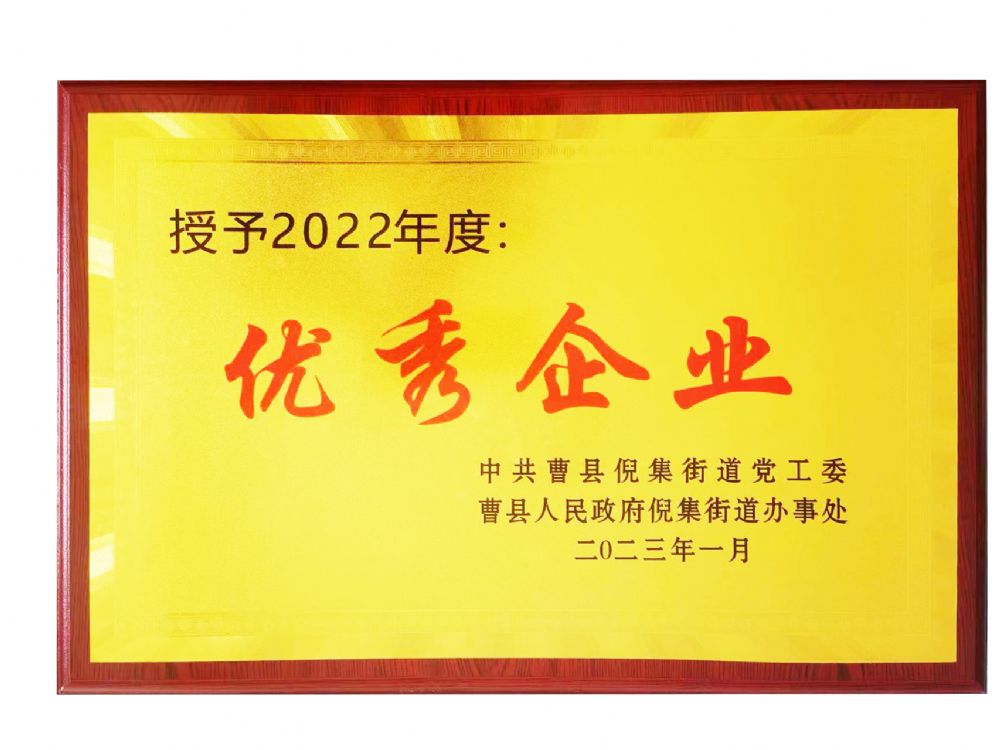 授予2022年度：
优秀企业
中共曹县倪集街道党工委
曹县人民政府倪集街道办事处
二〇二三年一月